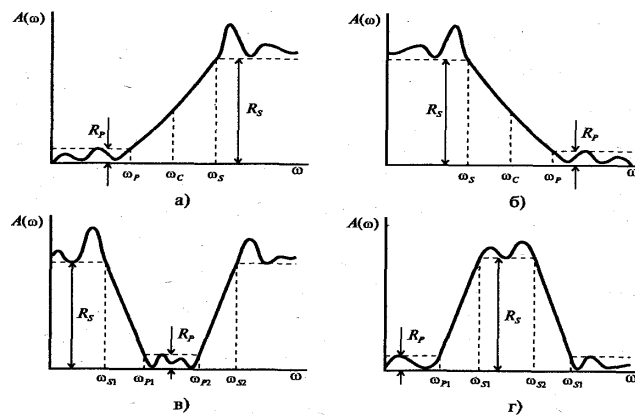 A(ω)
R_P
R_S
ω_P ω_C ω_S ω
а)
A(ω)
R_S
R_P
ω_S ω_C ω_P ω
б)
A(ω)
R_S
R_P
ω_S1 ω_P1 ω_P2 ω_S2 ω
в)
A(ω)
R_P
R_S
ω_P1 ω_S1 ω_S2 ω_S1 ω
г)